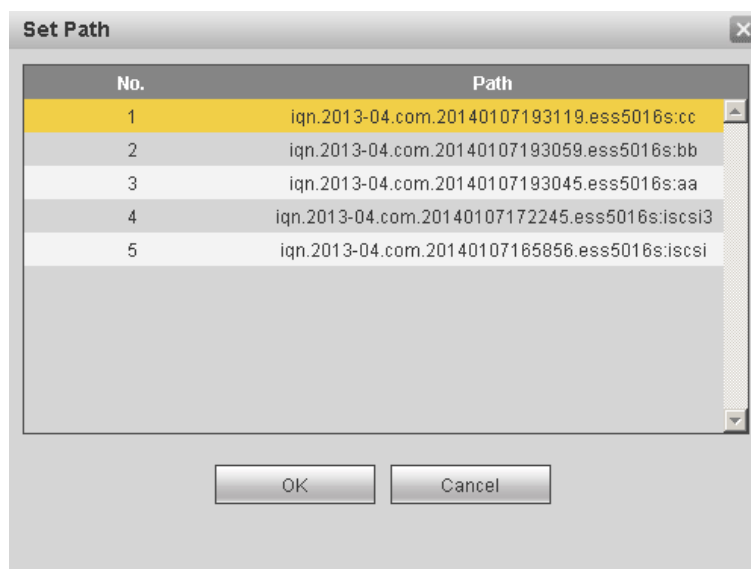 Set Path
No. Path
1 iqn.2013-04.com.20140107193119.ess5016s:cc
2 iqn.2013-04.com.20140107193059.ess5016s:bb
3 iqn.2013-04.com.20140107193045.ess5016s:aa
4 iqn.2013-04.com.20140107172245.ess5016s:iscsi3
5 iqn.2013-04.com.20140107165856.ess5016s:iscsi
OK Cancel